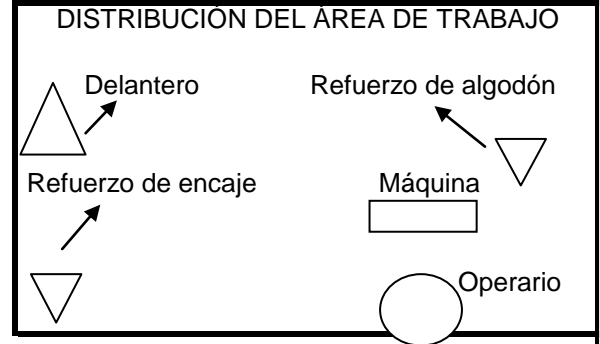 DISTRIBUCIÓN DEL ÁREA DE TRABAJO
Delantero
Refuerzo de algodón
Refuerzo de encaje
Máquina
Operario